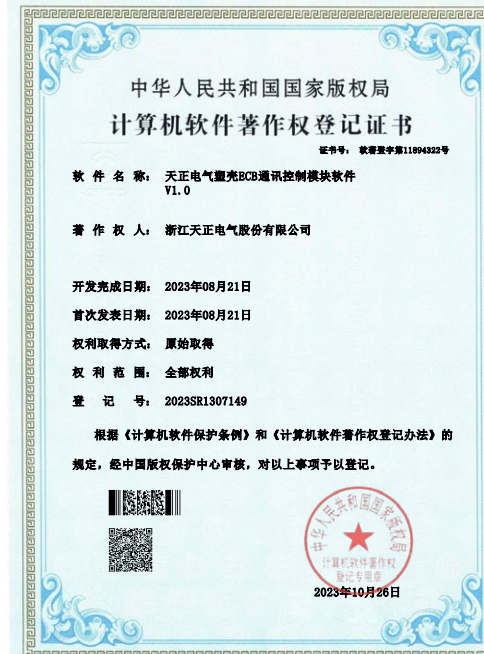 中华人民共和国国家版权局
计算机软件著作权登记证书
证书号： 软著登字第11894322号
软件名称： 天正电气塑壳ECB通讯控制模块软件
V1.0
著作权人： 浙江天正电气股份有限公司
开发完成日期： 2023年08月21日
首次发表日期： 2023年08月21日
权利取得方式： 原始取得
权利范围： 全部权利
登记号： 2023SR1307149
根据《计算机软件保护条例》和《计算机软件著作权登记办法》的
规定，经中国版权保护中心审核，对以上事项予以登记。
中华人民共和国国家版权局
计算机软件著作权
登记专用章
2023年10月26日